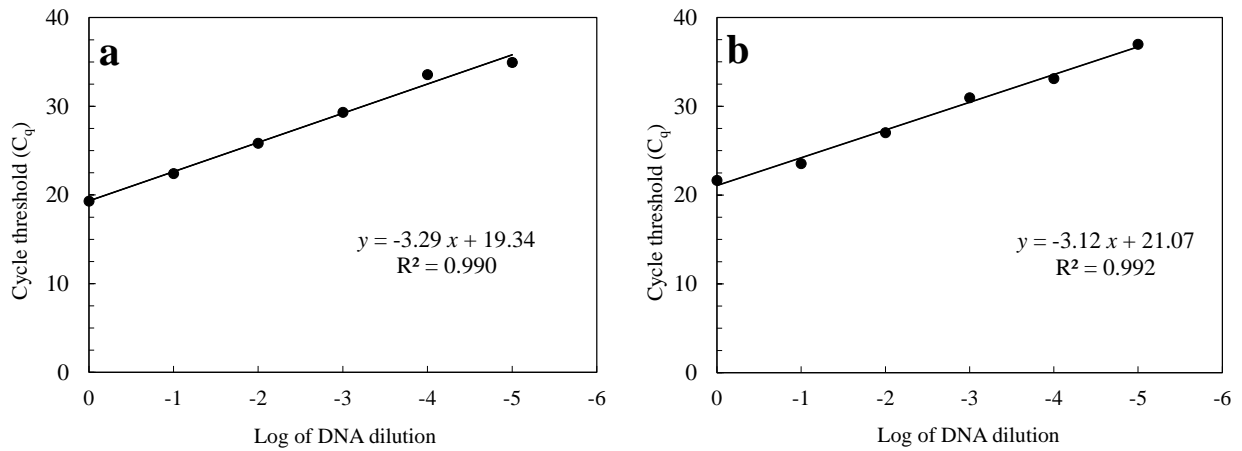 a
40
30
20
10
0
Cycle threshold (Cq)
y = -3.29 x + 19.34
R² = 0.990
0 -1 -2 -3 -4 -5 -6
Log of DNA dilution
b
40
30
20
10
0
Cycle threshold (Cq)
y = -3.12 x + 21.07
R² = 0.992
0 -1 -2 -3 -4 -5 -6
Log of DNA dilution